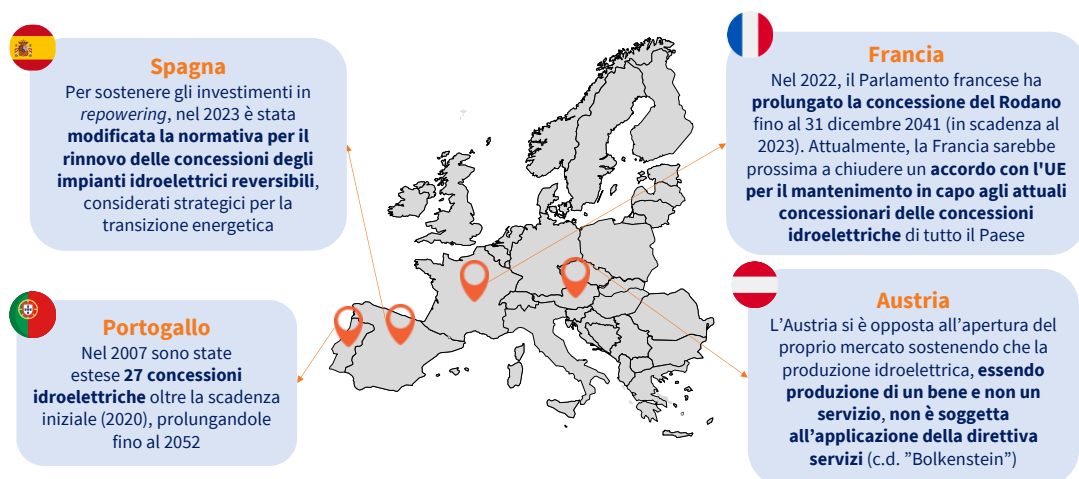 Spagna
Per sostenere gli investimenti in
repowering, nel 2023 è stata
modificata la normativa per il
rinnovo delle concessioni degli
impianti idroelettrici reversibili,
considerati strategici per la
transizione energetica
Portogallo
Nel 2007 sono state
estese 27 concessioni
idroelettriche oltre la scadenza
iniziale (2020), prolungandole
fino al 2052
Francia
Nel 2022, il Parlamento francese ha
prolungato la concessione del Rodano
fino al 31 dicembre 2041 (in scadenza al
2023). Attualmente, la Francia sarebbe
prossima a chiudere un accordo con l'UE
per il mantenimento in capo agli attuali
concessionari delle concessioni
idroelettriche di tutto il Paese
Austria
L’Austria si è opposta all’apertura del
proprio mercato sostenendo che la
produzione idroelettrica, essendo
produzione di un bene e non un
servizio, non è soggetta
all’applicazione della direttiva
servizi (c.d. ”Bolkenstein”)